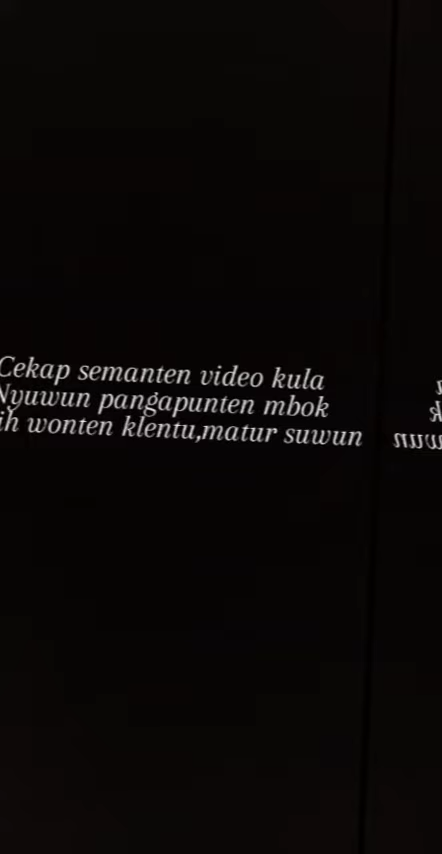 Cekap semanten video kula
Nyuwun pangapunten mbok
ih wonten klentu,matur suwun